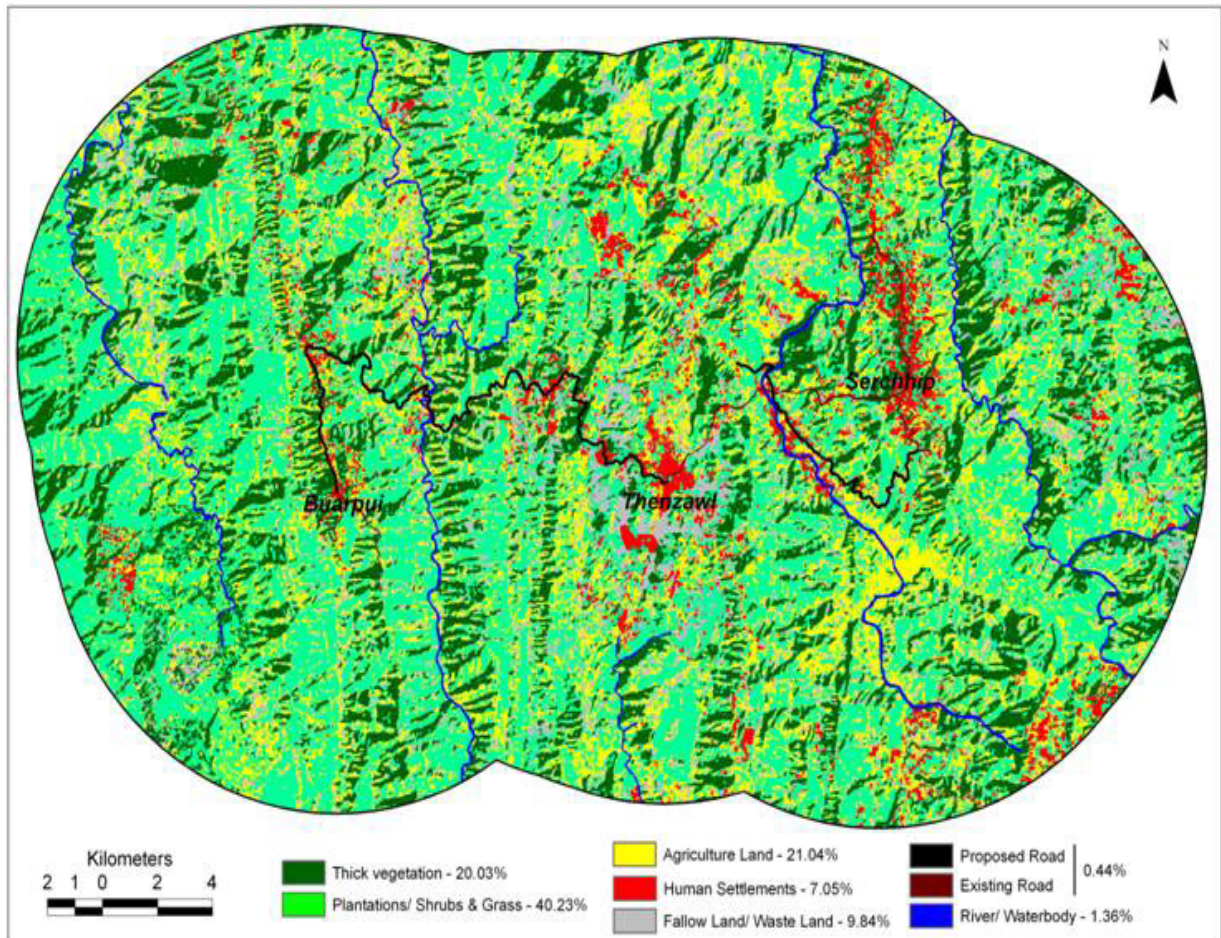 N
Serchhip
Buarpui
Thenzawl
Kilometers
2 1 0 2 4
Thick vegetation - 20.03%
Plantations/ Shrubs & Grass - 40.23%
Agriculture Land - 21.04%
Human Settlements - 7.05%
Fallow Land/ Waste Land - 9.84%
Proposed Road
Existing Road
0.44%
River/ Waterbody - 1.36%